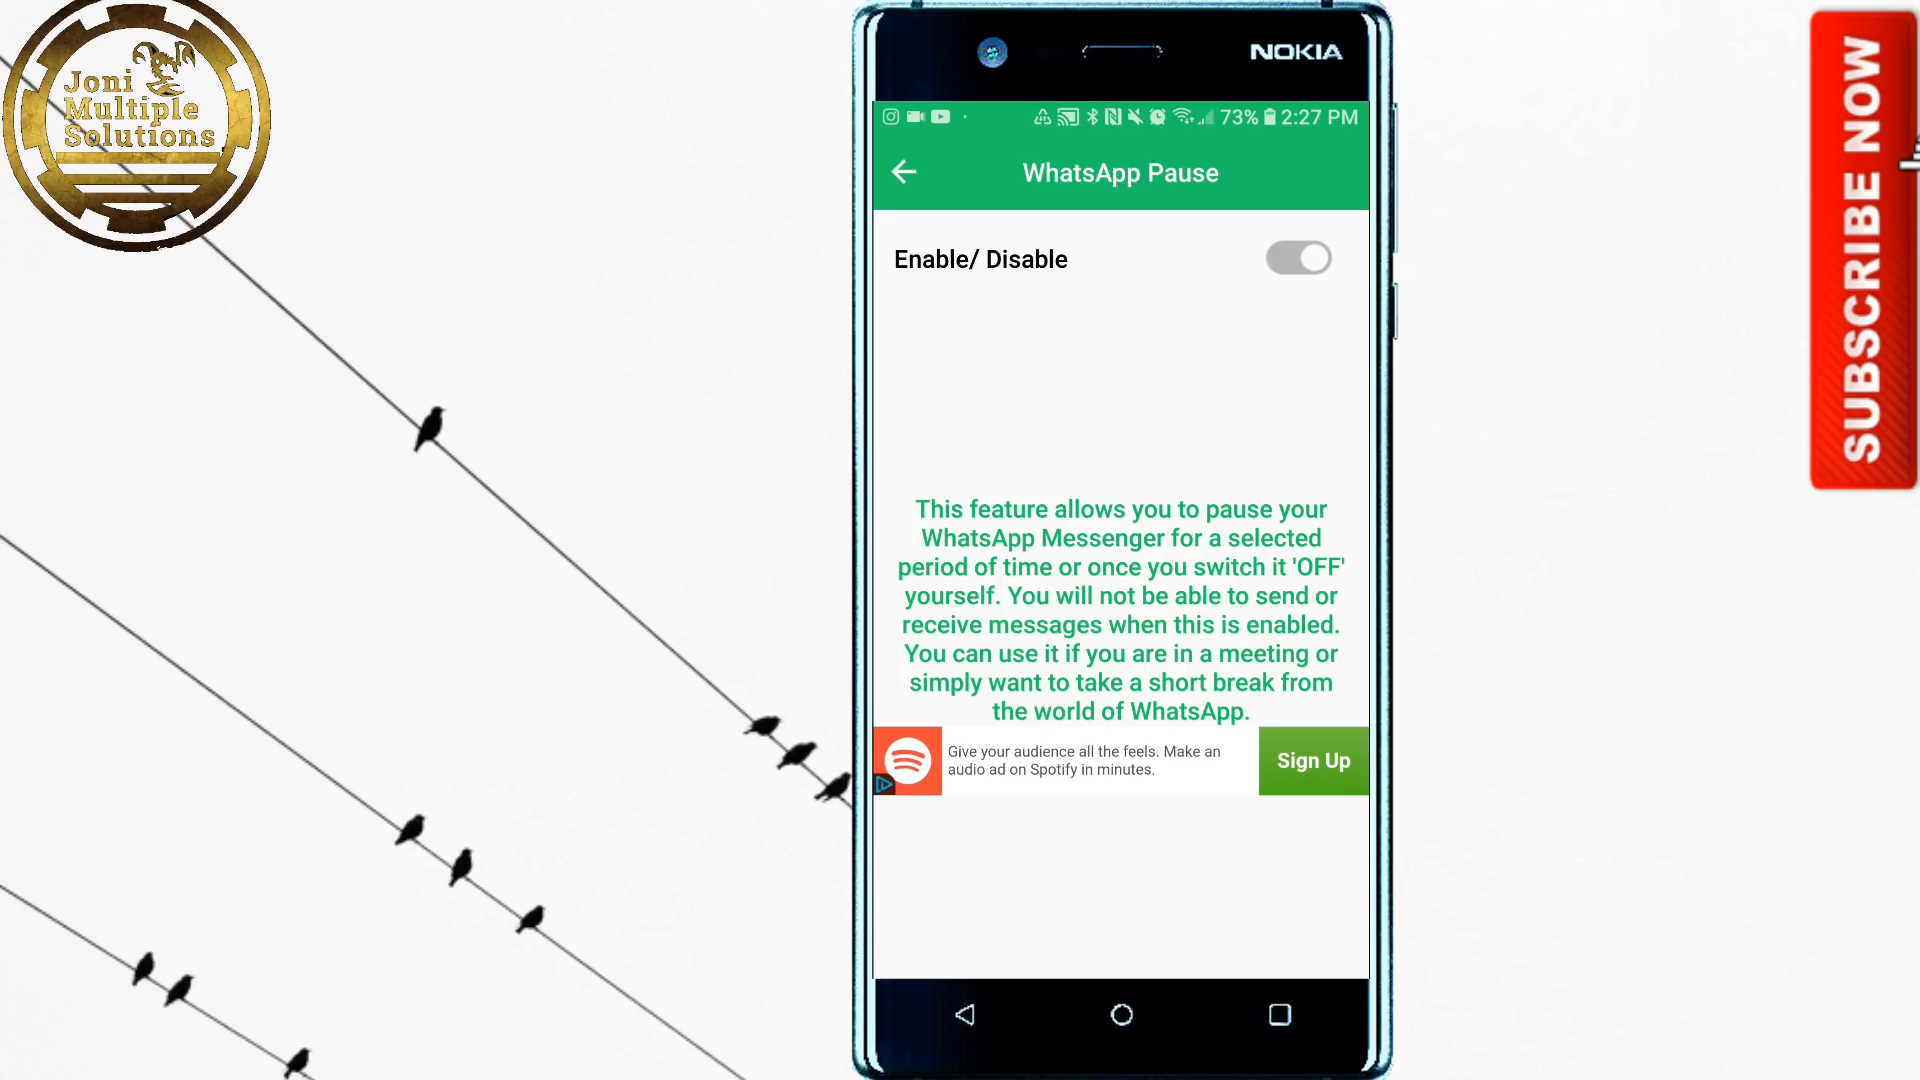 Joni
Multiple
Solutions
NOKIA
73% 2:27 PM
WhatsApp Pause
Enable/ Disable
This feature allows you to pause your
WhatsApp Messenger for a selected
period of time or once you switch it 'OFF'
yourself. You will not be able to send or
receive messages when this is enabled.
You can use it if you are in a meeting or
simply want to take a short break from
the world of WhatsApp.
Give your audience all the feels. Make an
audio ad on Spotify in minutes.
Sign Up
SUBSCRIBE NOW